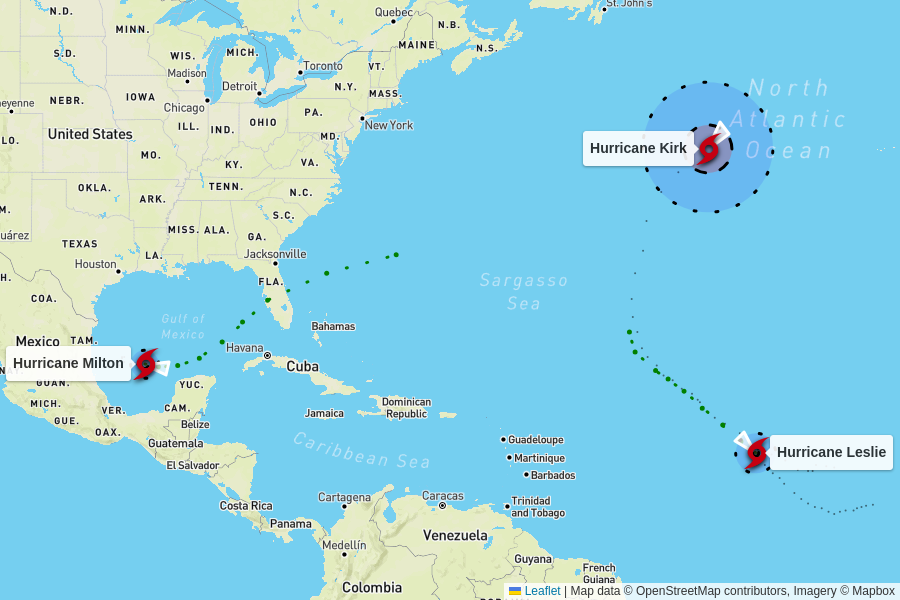 St. John's
Quebec
N.D.
N.B.
MINN.
MAINE
N.S.
S.D.
WIS.
MICH.
VT.
Toronto
Madison
Detroit
N.Y.
MASS.
North
Atlantic
Ocean
NEBR.
IOWA
Chicago
PA.
New York
OHIO
ILL.
IND.
United States
MD.
Hurricane Kirk
MO.
KY.
VA.
OKLA.
TENN.
N.C.
ARK.
S.C.
MISS.
ALA.
GA.
TEXAS
LA.
Jacksonville
Houston
FLA.
Sargasso
Sea
COA.
Gulf of
Mexico
Bahamas
Mexico
TAM.
Havana
Cuba
Hurricane Milton
GUAN.
YUC.
MICH.
VER.
CAM.
Dominican
Republic
Jamaica
GUE.
OAX.
Belize
Guatemala
Caribbean Sea
Guadeloupe
Martinique
Hurricane Leslie
El Salvador
Barbados
Cartagena
Caracas
Costa Rica
Trinidad
and Tobago
Panama
Venezuela
Medellín
Guyana
French
Guiana
Colombia
Leaflet | Map data © OpenStreetMap contributors, Imagery © Mapbox